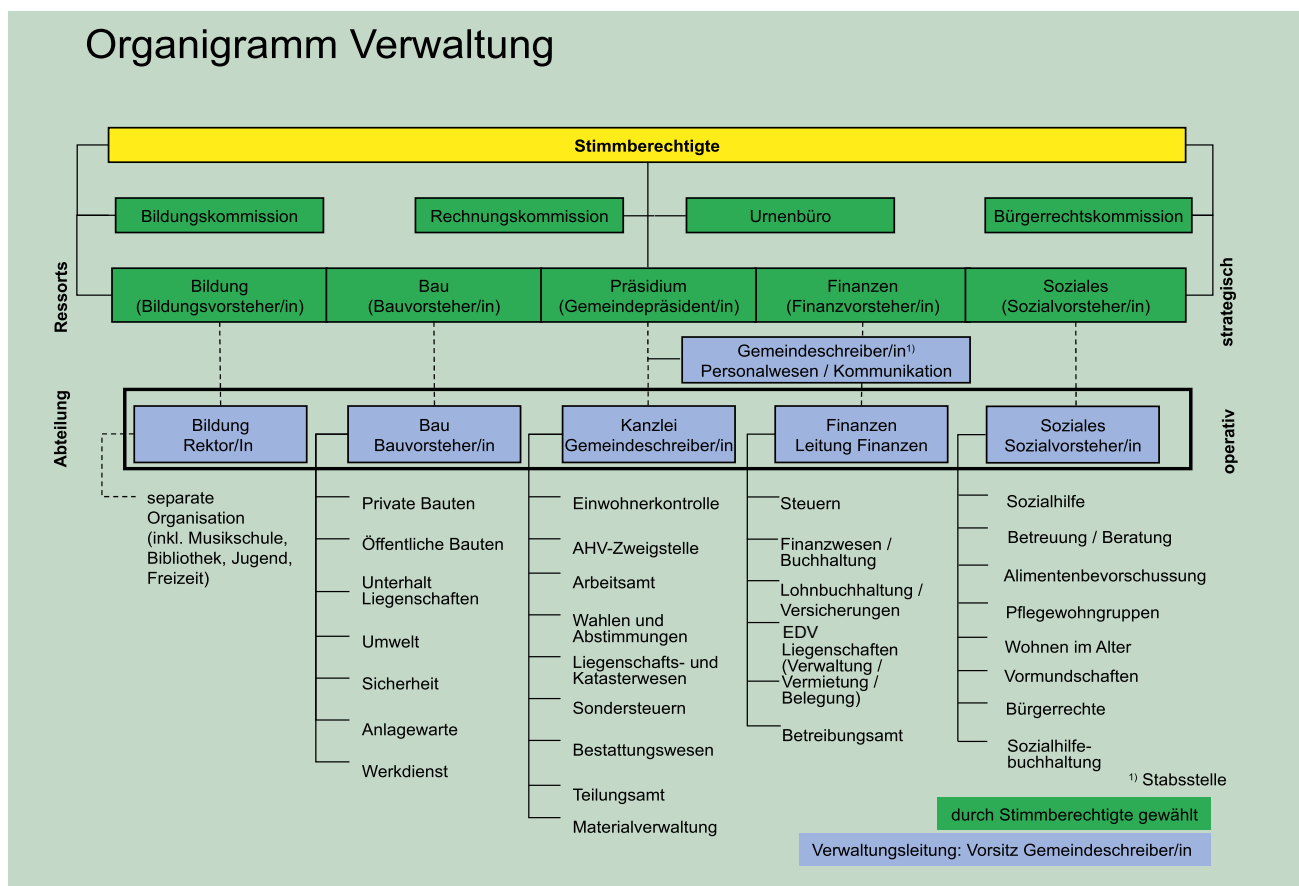 Organigramm Verwaltung
Stimmberechtigte
Bildungskommission
Rechnungskommission
Urnenbüro
Bürgerrechtskommission
Ressorts
strategisch
Bildung
(Bildungsvorsteher/in)
Bau
(Bauvorsteher/in)
Präsidium
(Gemeindepräsident/in)
Finanzen
(Finanzvorsteher/in)
Soziales
(Sozialvorsteher/in)
Gemeindeschreiber/in1)
Personalwesen / Kommunikation
Abteilung
operativ
Bildung
Rektor/In
Bau
Bauvorsteher/in
Kanzlei
Gemeindeschreiber/in
Finanzen
Leitung Finanzen
Soziales
Sozialvorsteher/in
separate
Organisation
(inkl. Musikschule,
Bibliothek, Jugend,
Freizeit)
Private Bauten
Öffentliche Bauten
Unterhalt
Liegenschaften
Umwelt
Sicherheit
Anlagewarte
Werkdienst
Einwohnerkontrolle
AHV-Zweigstelle
Arbeitsamt
Wahlen und
Abstimmungen
Liegenschafts- und
Katasterwesen
Sondersteuern
Bestattungswesen
Teilungsamt
Materialverwaltung
Steuern
Finanzwesen /
Buchhaltung
Lohnbuchhaltung /
Versicherungen
EDV
Liegenschaften
(Verwaltung /
Vermietung /
Belegung)
Betreibungsamt
Sozialhilfe
Betreuung / Beratung
Alimentenbevorschussung
Pflegewohngruppen
Wohnen im Alter
Vormundschaften
Bürgerrechte
Sozialhilfe-
buchhaltung
1) Stabsstelle
durch Stimmberechtigte gewählt
Verwaltungsleitung: Vorsitz Gemeindeschreiber/in